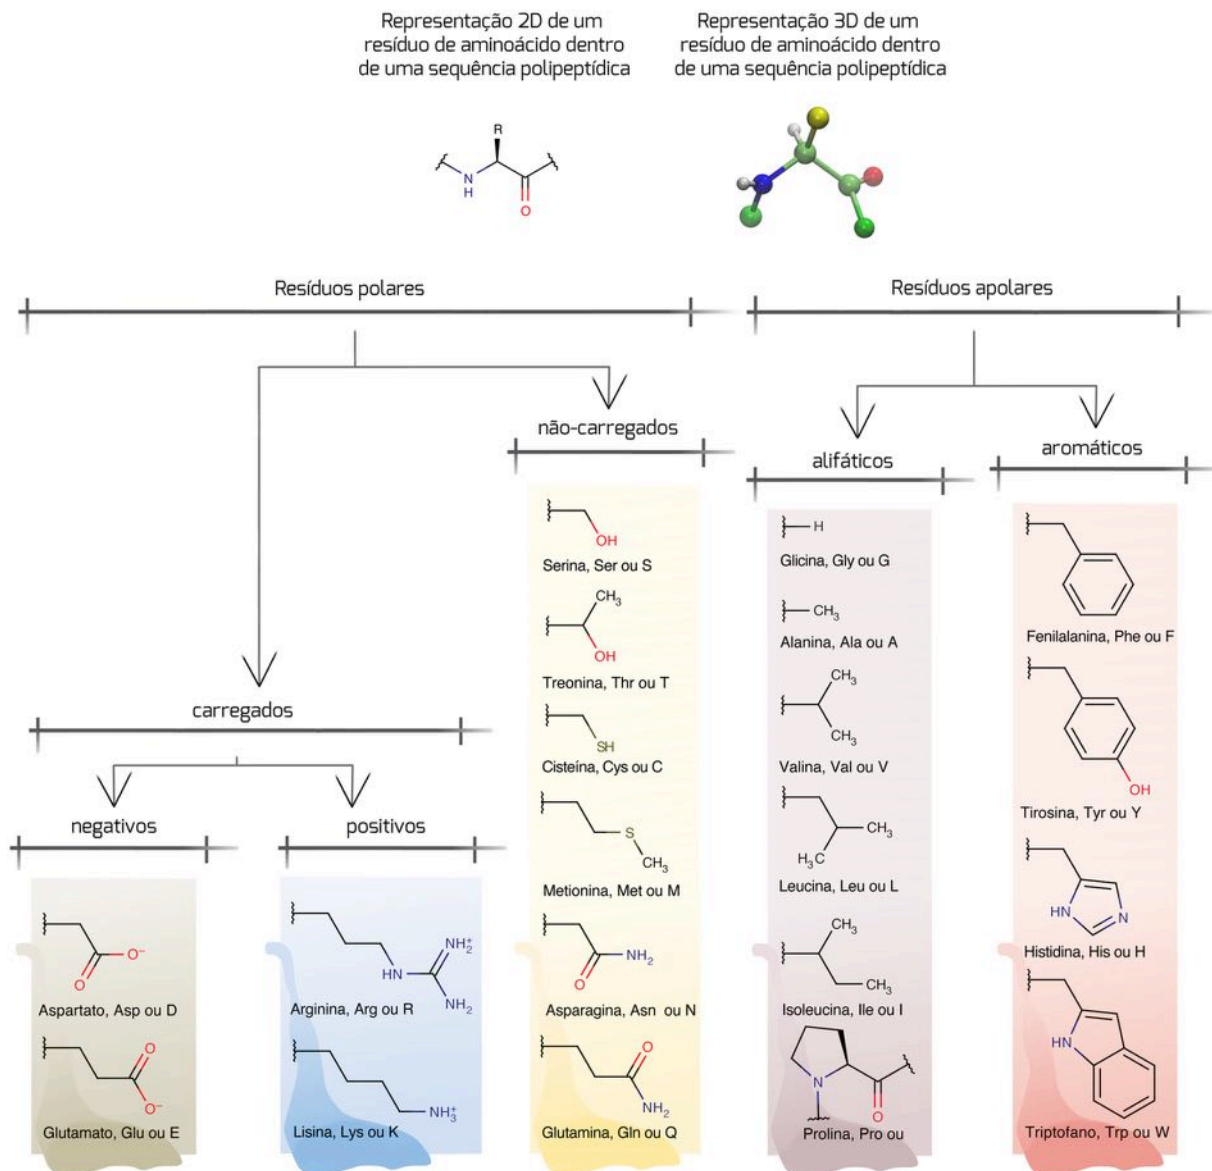 Representação 2D de um
resíduo de aminoácido dentro
de uma sequência polipeptídica
Representação 3D de um
resíduo de aminoácido dentro
de uma sequência polipeptídica
R
N
H
O
Resíduos polares
Resíduos apolares
não-carregados
alifáticos
aromáticos
carregados
negativos
positivos
O⁻
O
Aspartato, Asp ou D
O
O⁻
Glutamato, Glu ou E
NH₂⁺
HN
NH₂
Arginina, Arg ou R
NH₃⁺
Lisina, Lys ou K
OH
Serina, Ser ou S
CH₃
OH
Treonina, Thr ou T
SH
Cisteína, Cys ou C
S
CH₃
Metionina, Met ou M
NH₂
O
Asparagina, Asn ou N
O
NH₂
Glutamina, Gln ou Q
H
Glicina, Gly ou G
CH₃
Alanina, Ala ou A
CH₃
CH₃
Valina, Val ou V
CH₃
H₃C
Leucina, Leu ou L
CH₃
CH₃
Isoleucina, Ile ou I
N
O
Prolina, Pro ou
Fenilalanina, Phe ou F
OH
Tirosina, Tyr ou Y
HN
N
Histidina, His ou H
HN
Triptofano, Trp ou W